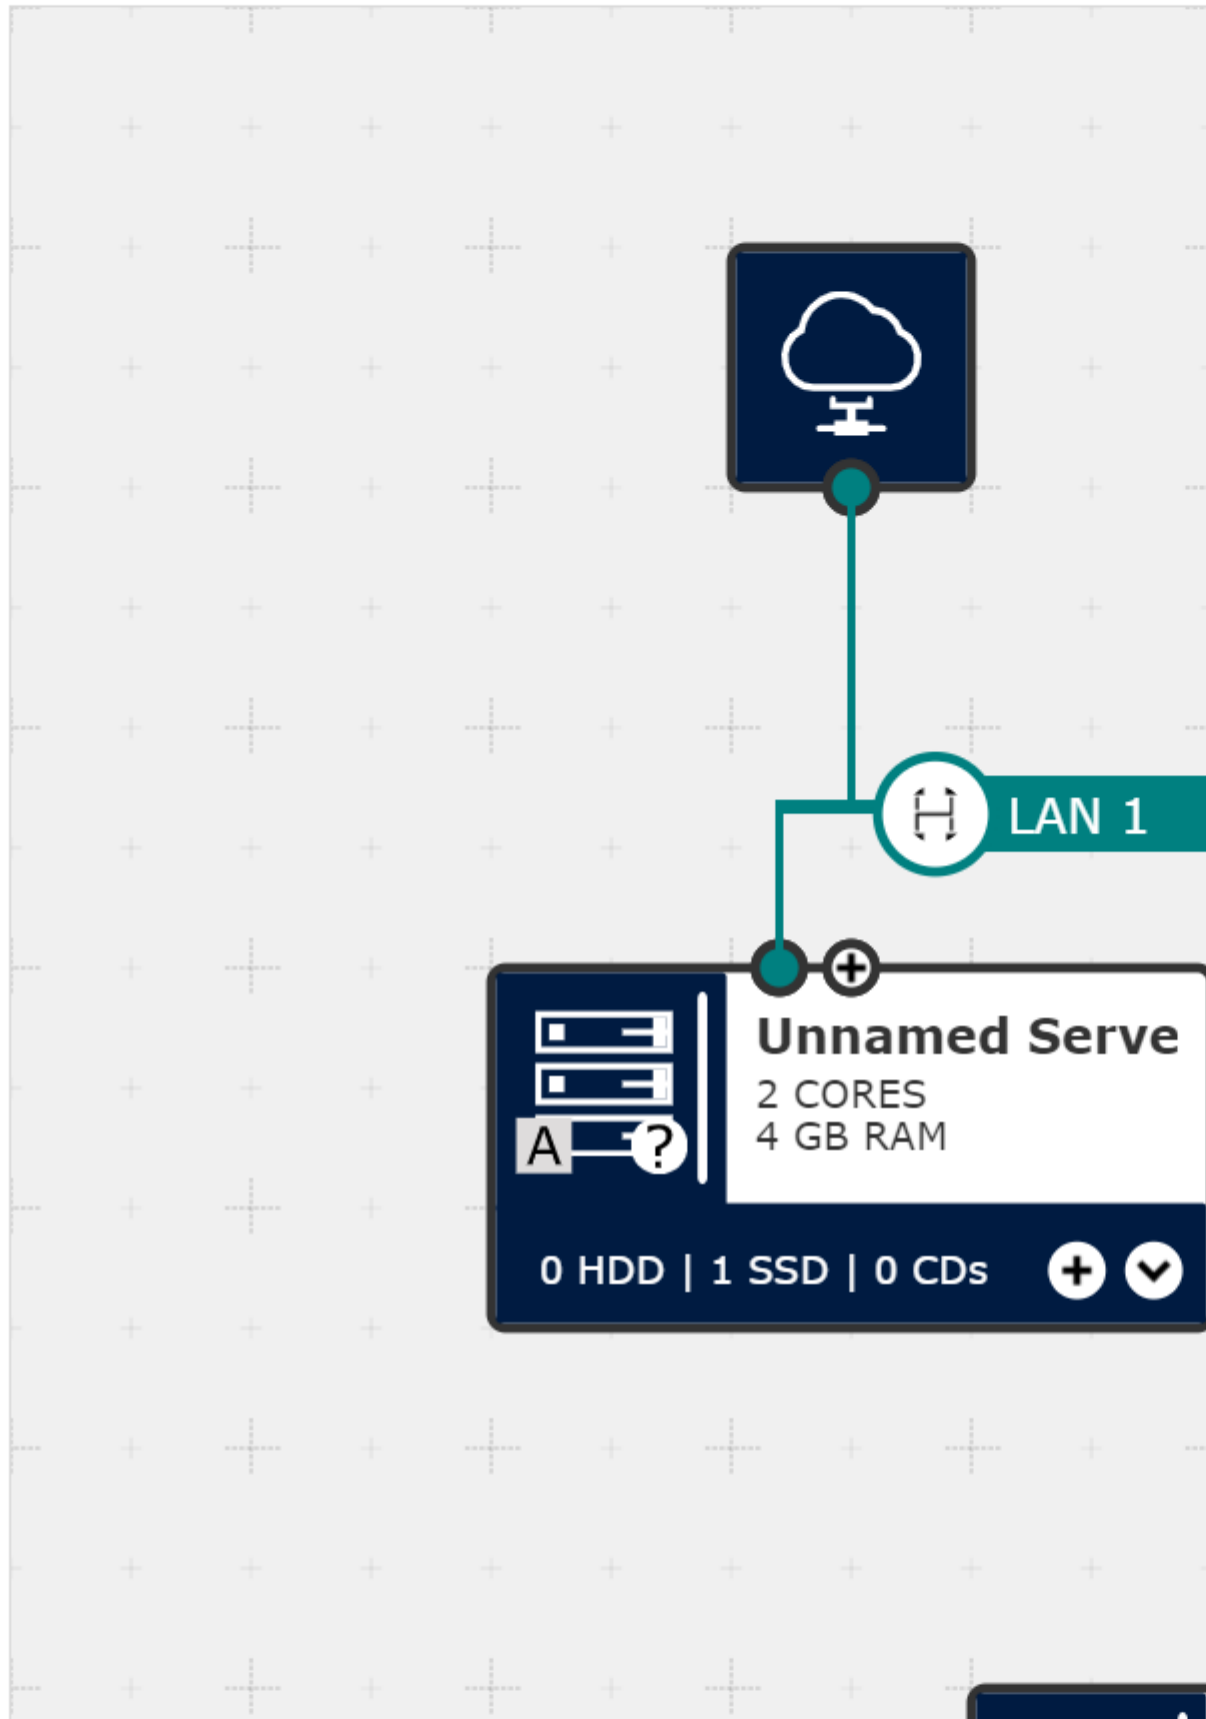 LAN 1
Unnamed Serve
2 CORES
4 GB RAM
A ?
0 HDD | 1 SSD | 0 CDs